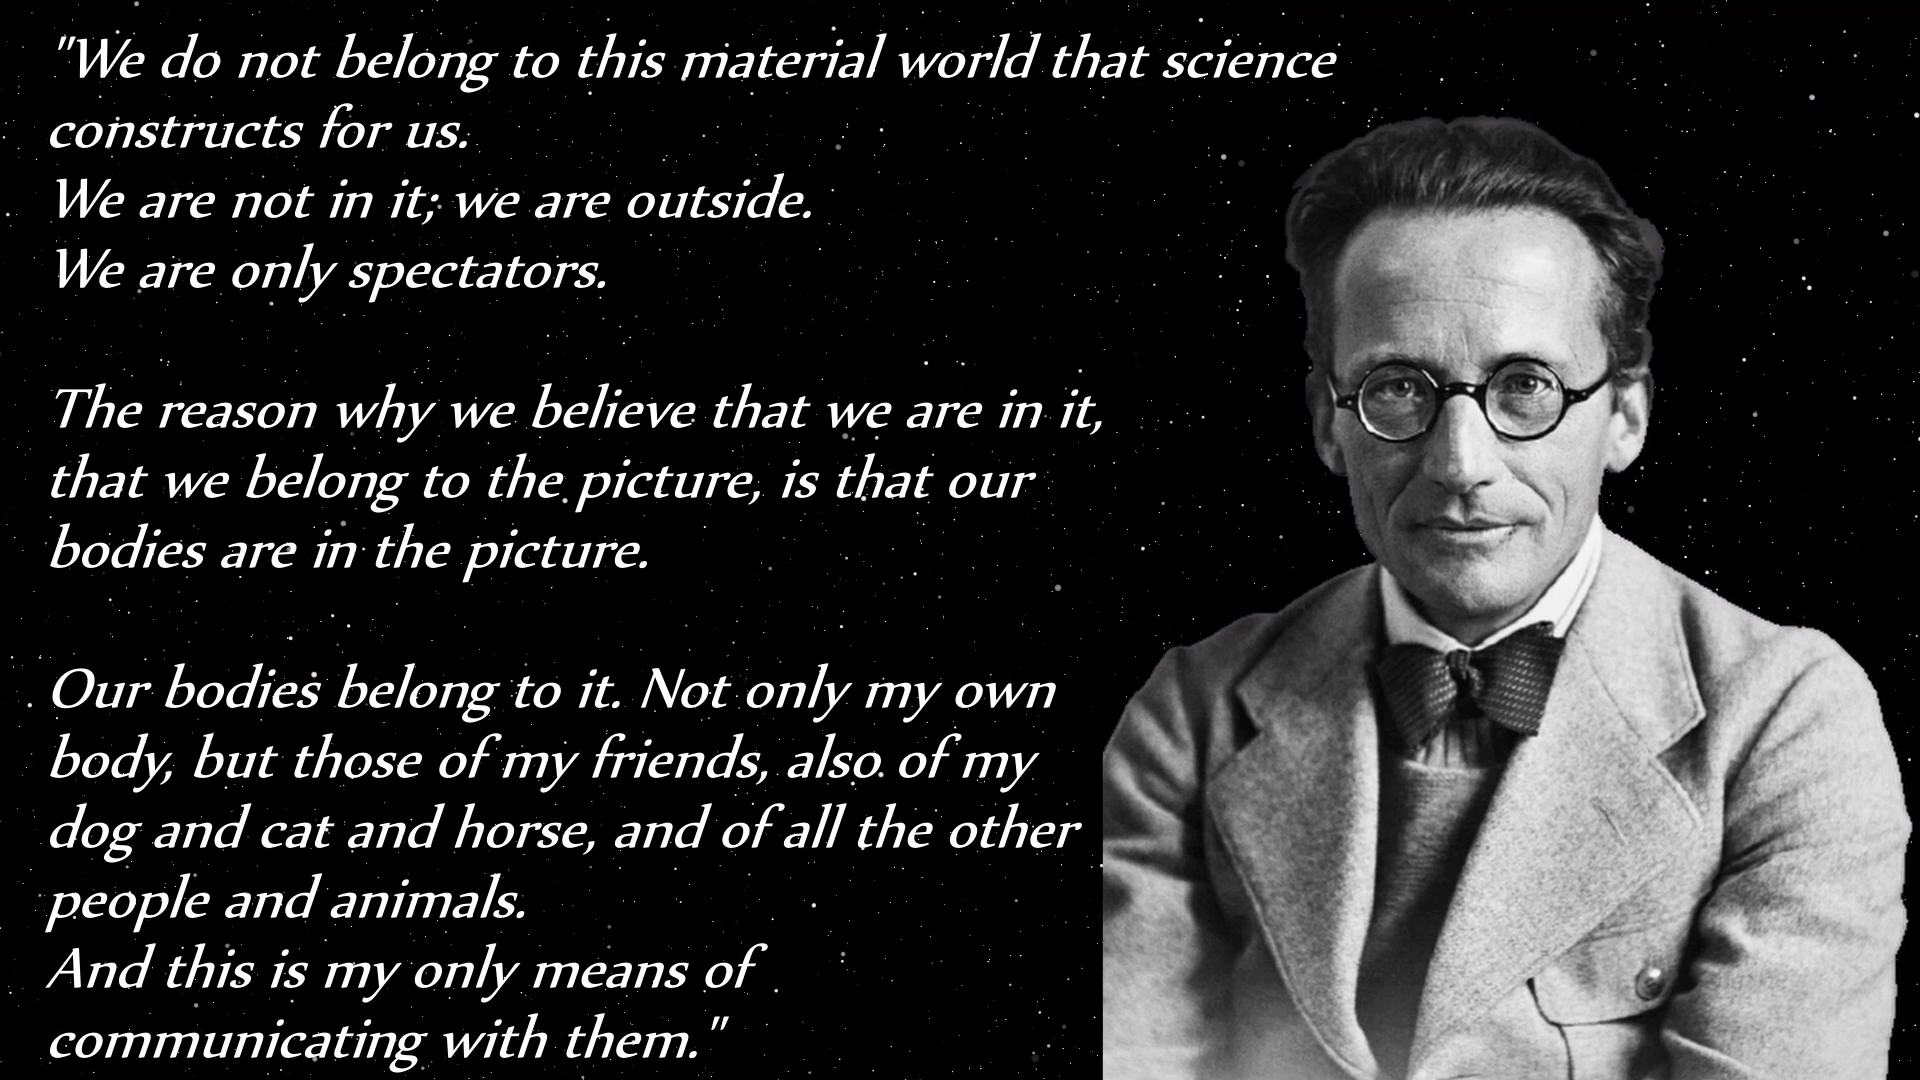 "We do not belong to this material world that science
constructs for us.
We are not in it; we are outside.
We are only spectators.
The reason why we believe that we are in it,
that we belong to the picture, is that our
bodies are in the picture.
Our bodies belong to it. Not only my own
body, but those of my friends, also of my
dog and cat and horse, and of all the other
people and animals.
And this is my only means of
communicating with them."